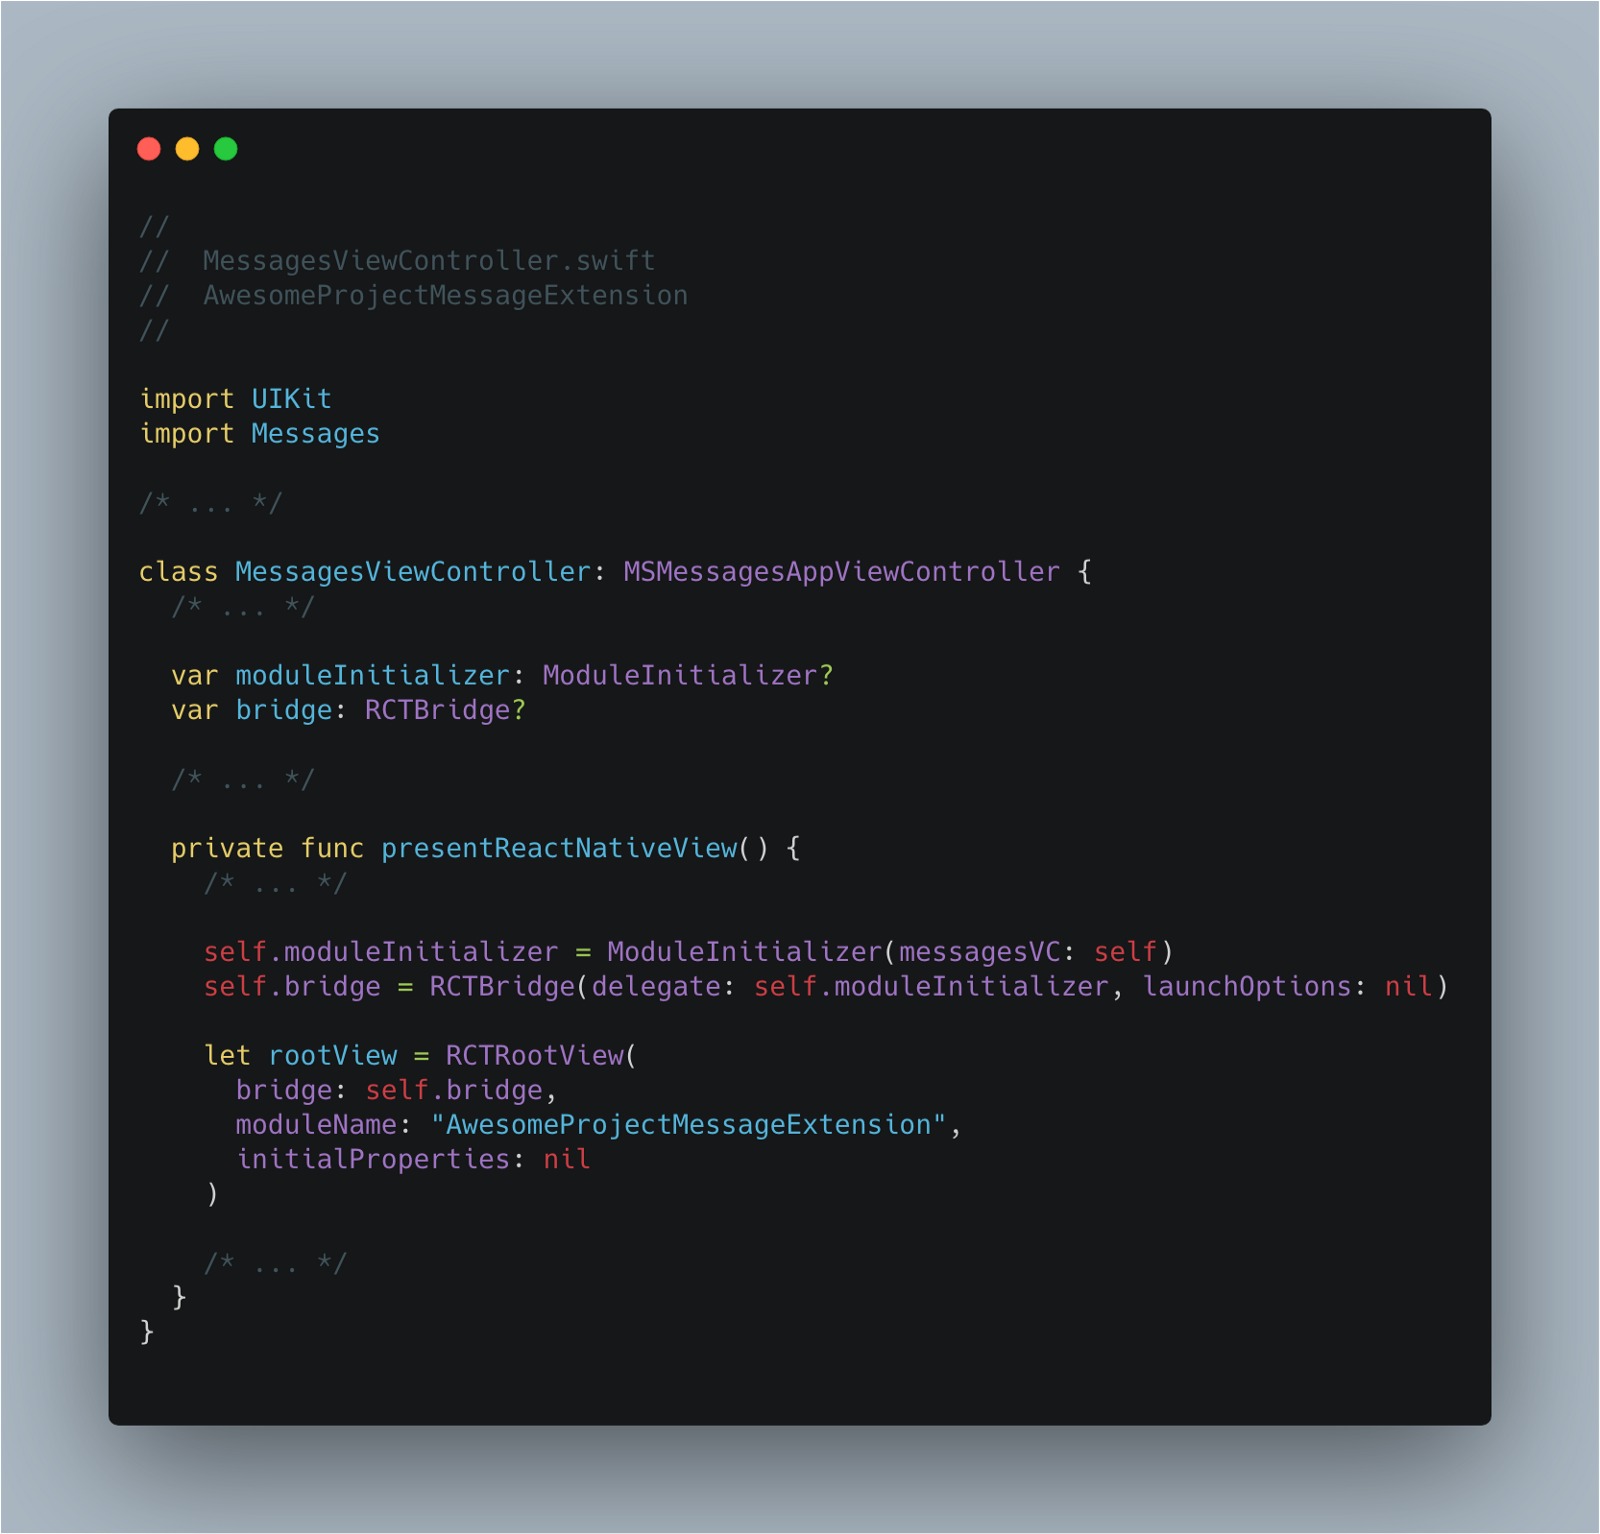 //
//  MessagesViewController.swift
//  AwesomeProjectMessageExtension
//
import UIKit
import Messages
/* ... */
class MessagesViewController: MSMessagesAppViewController {
  /* ... */
  var moduleInitializer: ModuleInitializer?
  var bridge: RCTBridge?
  /* ... */
  private func presentReactNativeView() {
    /* ... */
    self.moduleInitializer = ModuleInitializer(messagesVC: self)
    self.bridge = RCTBridge(delegate: self.moduleInitializer, launchOptions: nil)
    let rootView = RCTRootView(
      bridge: self.bridge,
      moduleName: "AwesomeProjectMessageExtension",
      initialProperties: nil
    )
    /* ... */
  }
}